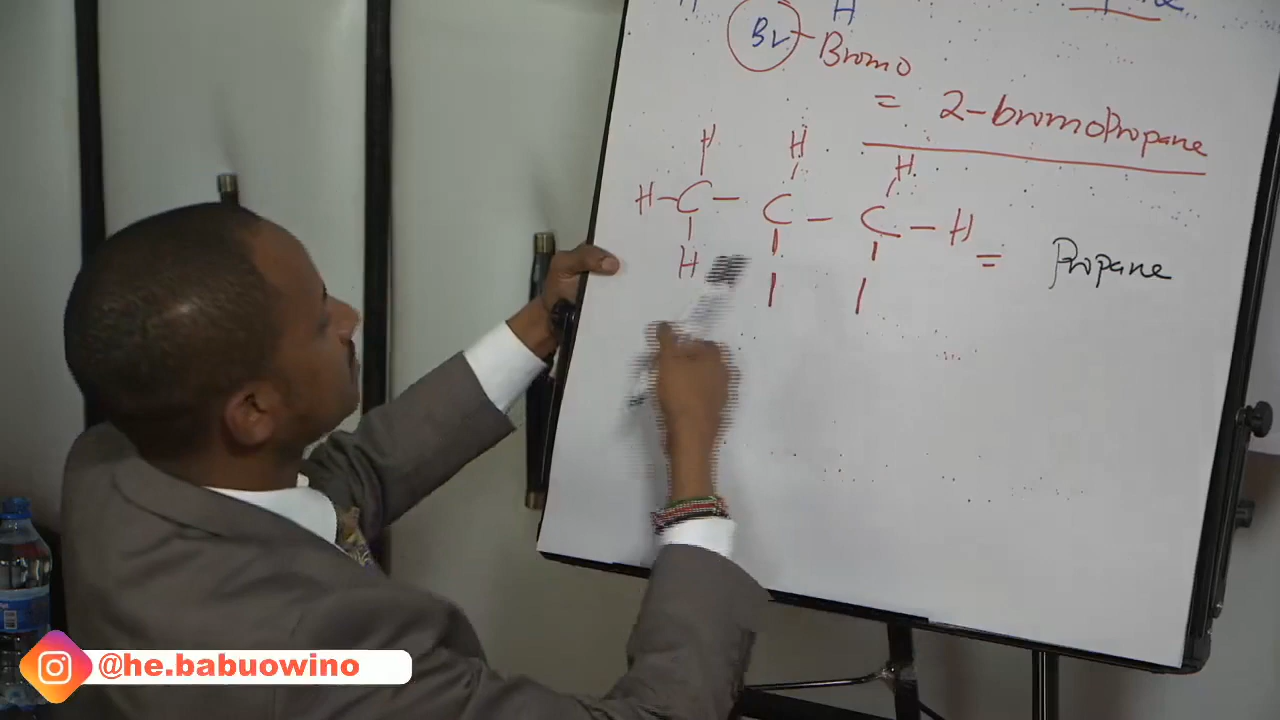 H
Br - Bromo
= 2-bromoPropane
H H H
H - C - C - C - H = Propane
H I I
@he.babuowino